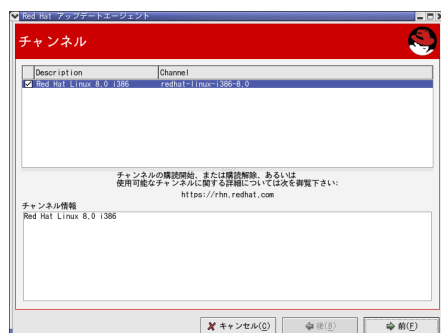 Red Hat アップデートエージェント
チャンネル
Description Channel
Red Hat Linux 8.0 i386 redhat-linux-i386-8.0
チャンネルの購読開始、または購読解除、あるいは
使用可能なチャンネルに関する詳細については次を御覧下さい:
https://rhn.redhat.com
チャンネル情報
Red Hat Linux 8.0 i386
キャンセル(C) 後(B) 前(F)